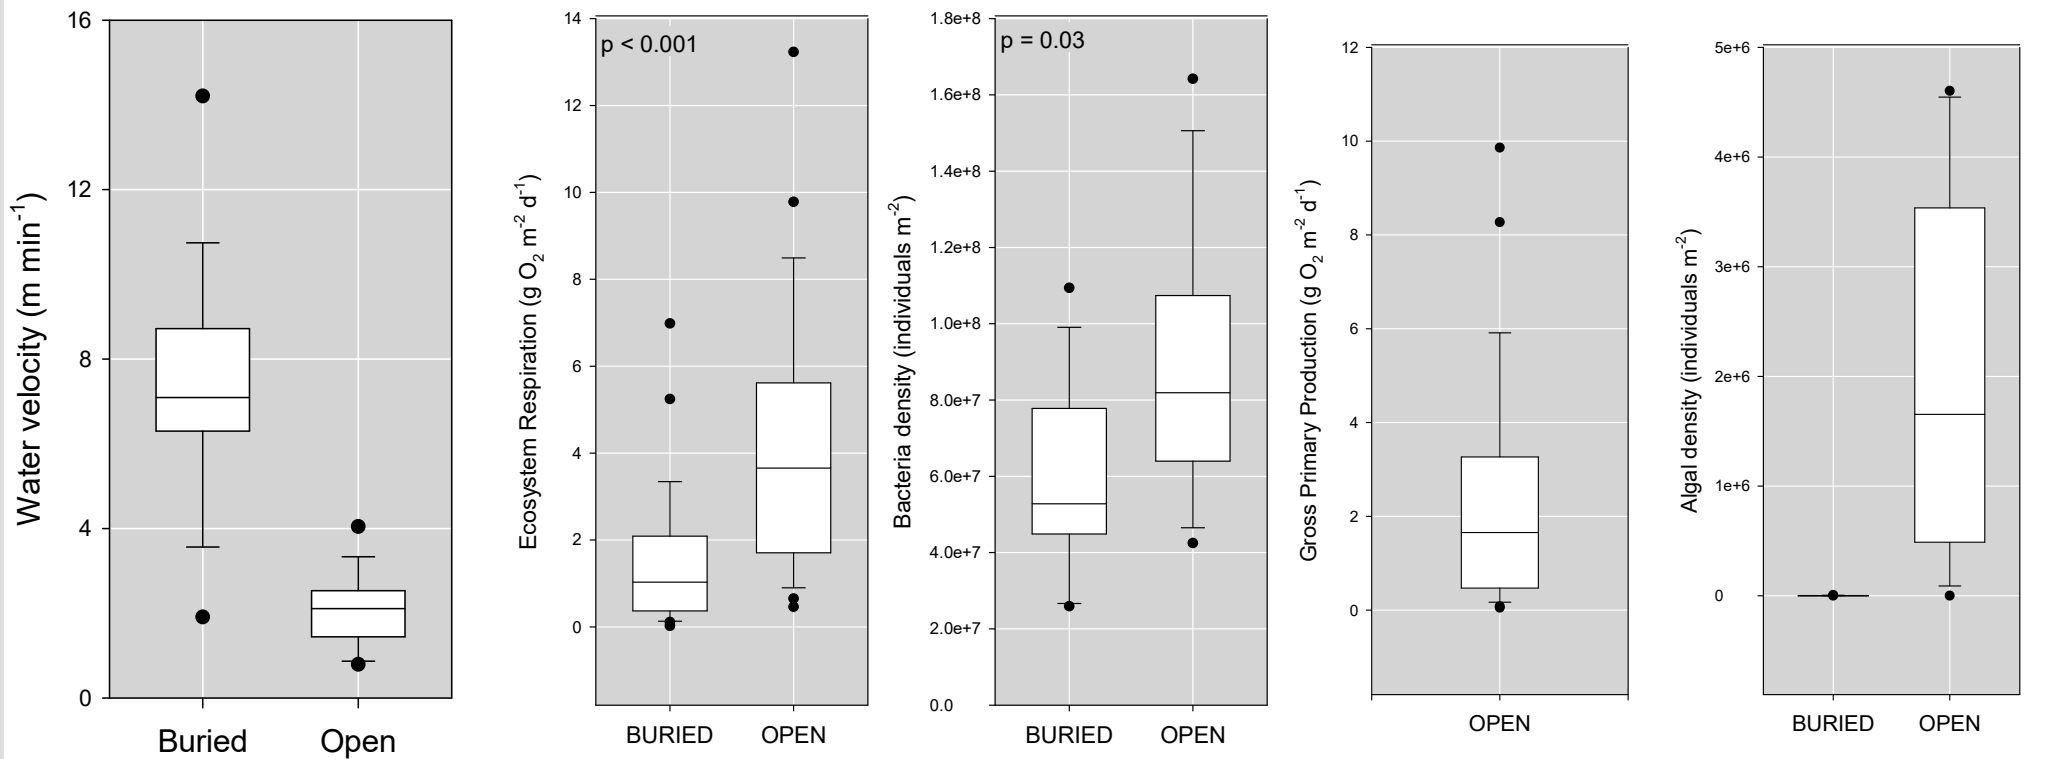 Water velocity (m min⁻¹)
16
12
8
4
0
Buried Open
Ecosystem Respiration (g O₂ m⁻² d⁻¹)
p < 0.001
14
12
10
8
6
4
2
0
BURIED OPEN
Bacteria density (individuals m⁻²)
p = 0.03
1.8e+8
1.6e+8
1.4e+8
1.2e+8
1.0e+8
8.0e+7
6.0e+7
4.0e+7
2.0e+7
0.0
BURIED OPEN
Gross Primary Production (g O₂ m⁻² d⁻¹)
12
10
8
6
4
2
0
OPEN
Algal density (individuals m⁻²)
5e+6
4e+6
3e+6
2e+6
1e+6
0
BURIED OPEN